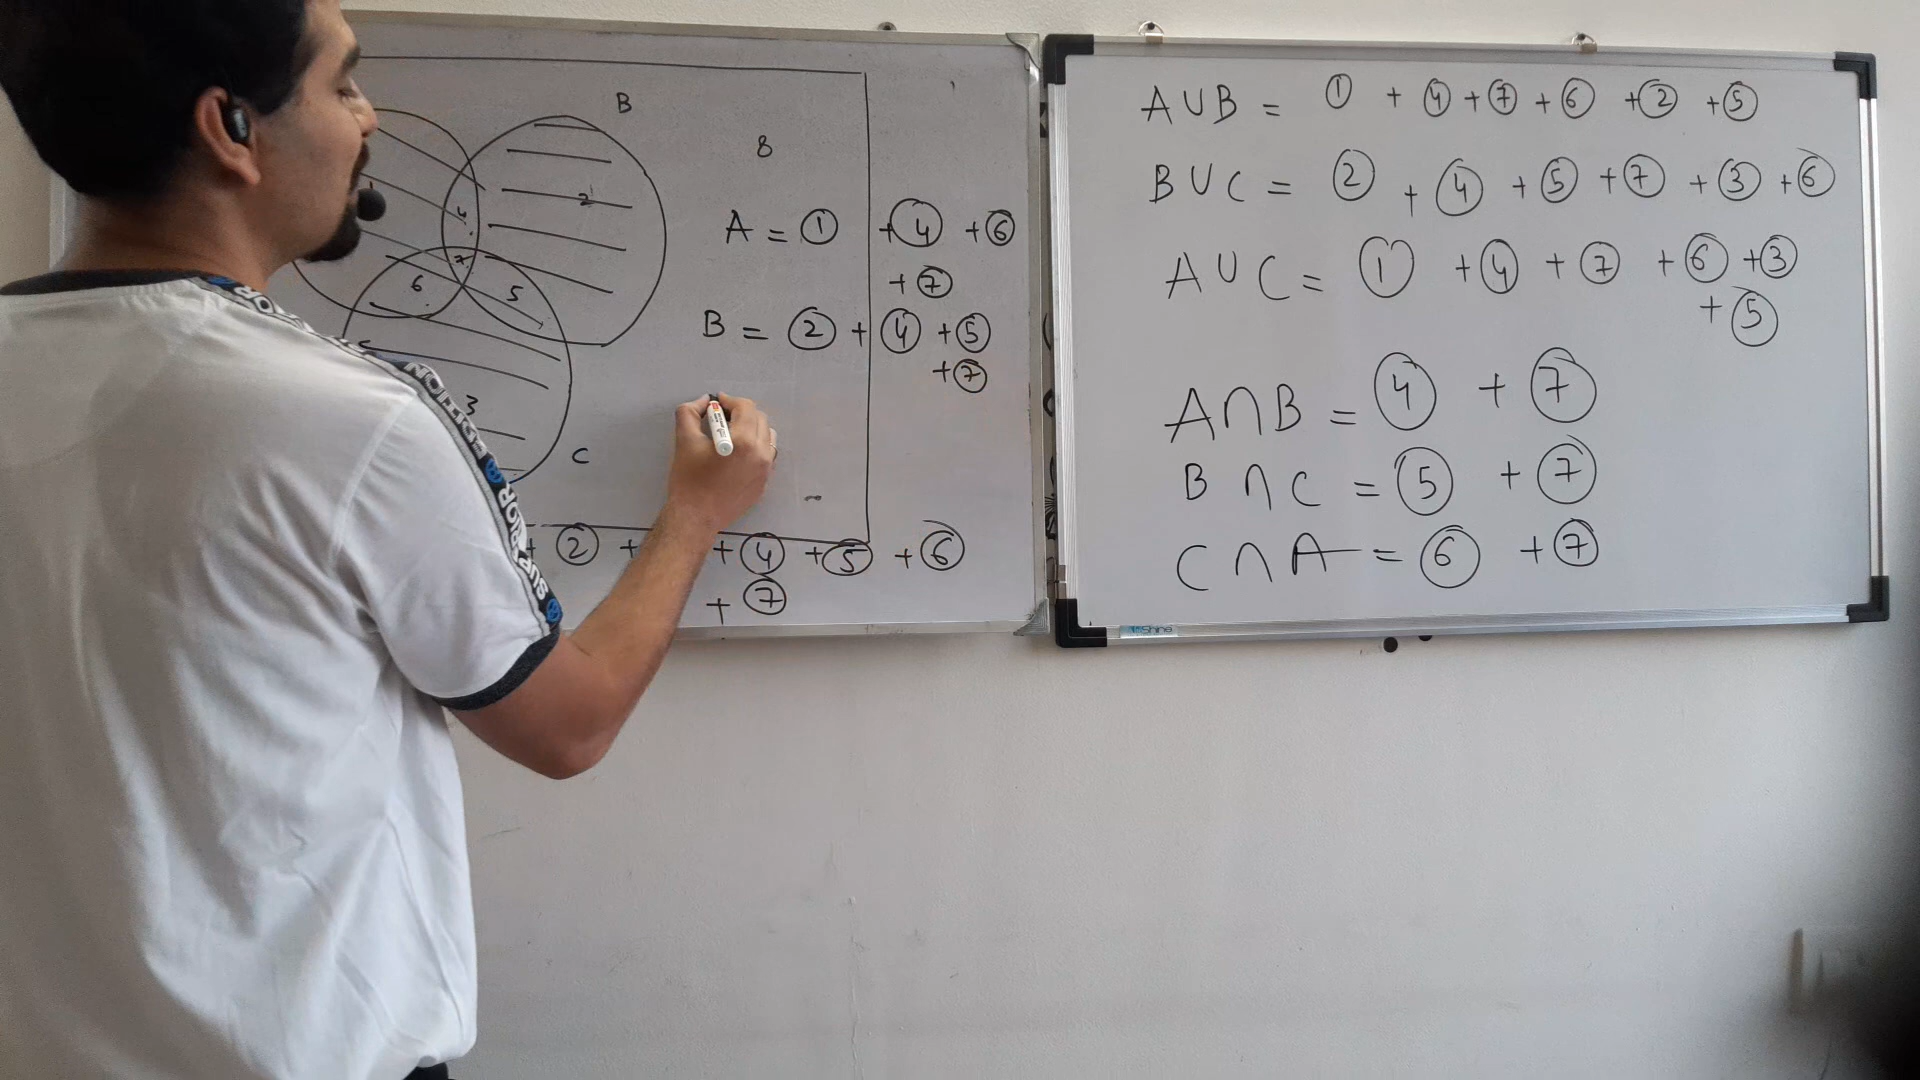 B
8
2
4
7
6
5
3
C
A = ① + ④ + ⑥
+ ⑦
B = ② + ④ + ⑤
+ ⑦
+ ② + + ④ + ⑤ + ⑥
+ ⑦
A∪B = ① + ④ + ⑦ + ⑥ + ② + ⑤
B∪C = ② + ④ + ⑤ + ⑦ + ③ + ⑥
A∪C = ① + ④ + ⑦ + ⑥ + ③
+ ⑤
A∩B = ④ + ⑦
B∩C = ⑤ + ⑦
C∩A = ⑥ + ⑦
EDITION
SUPERIOR